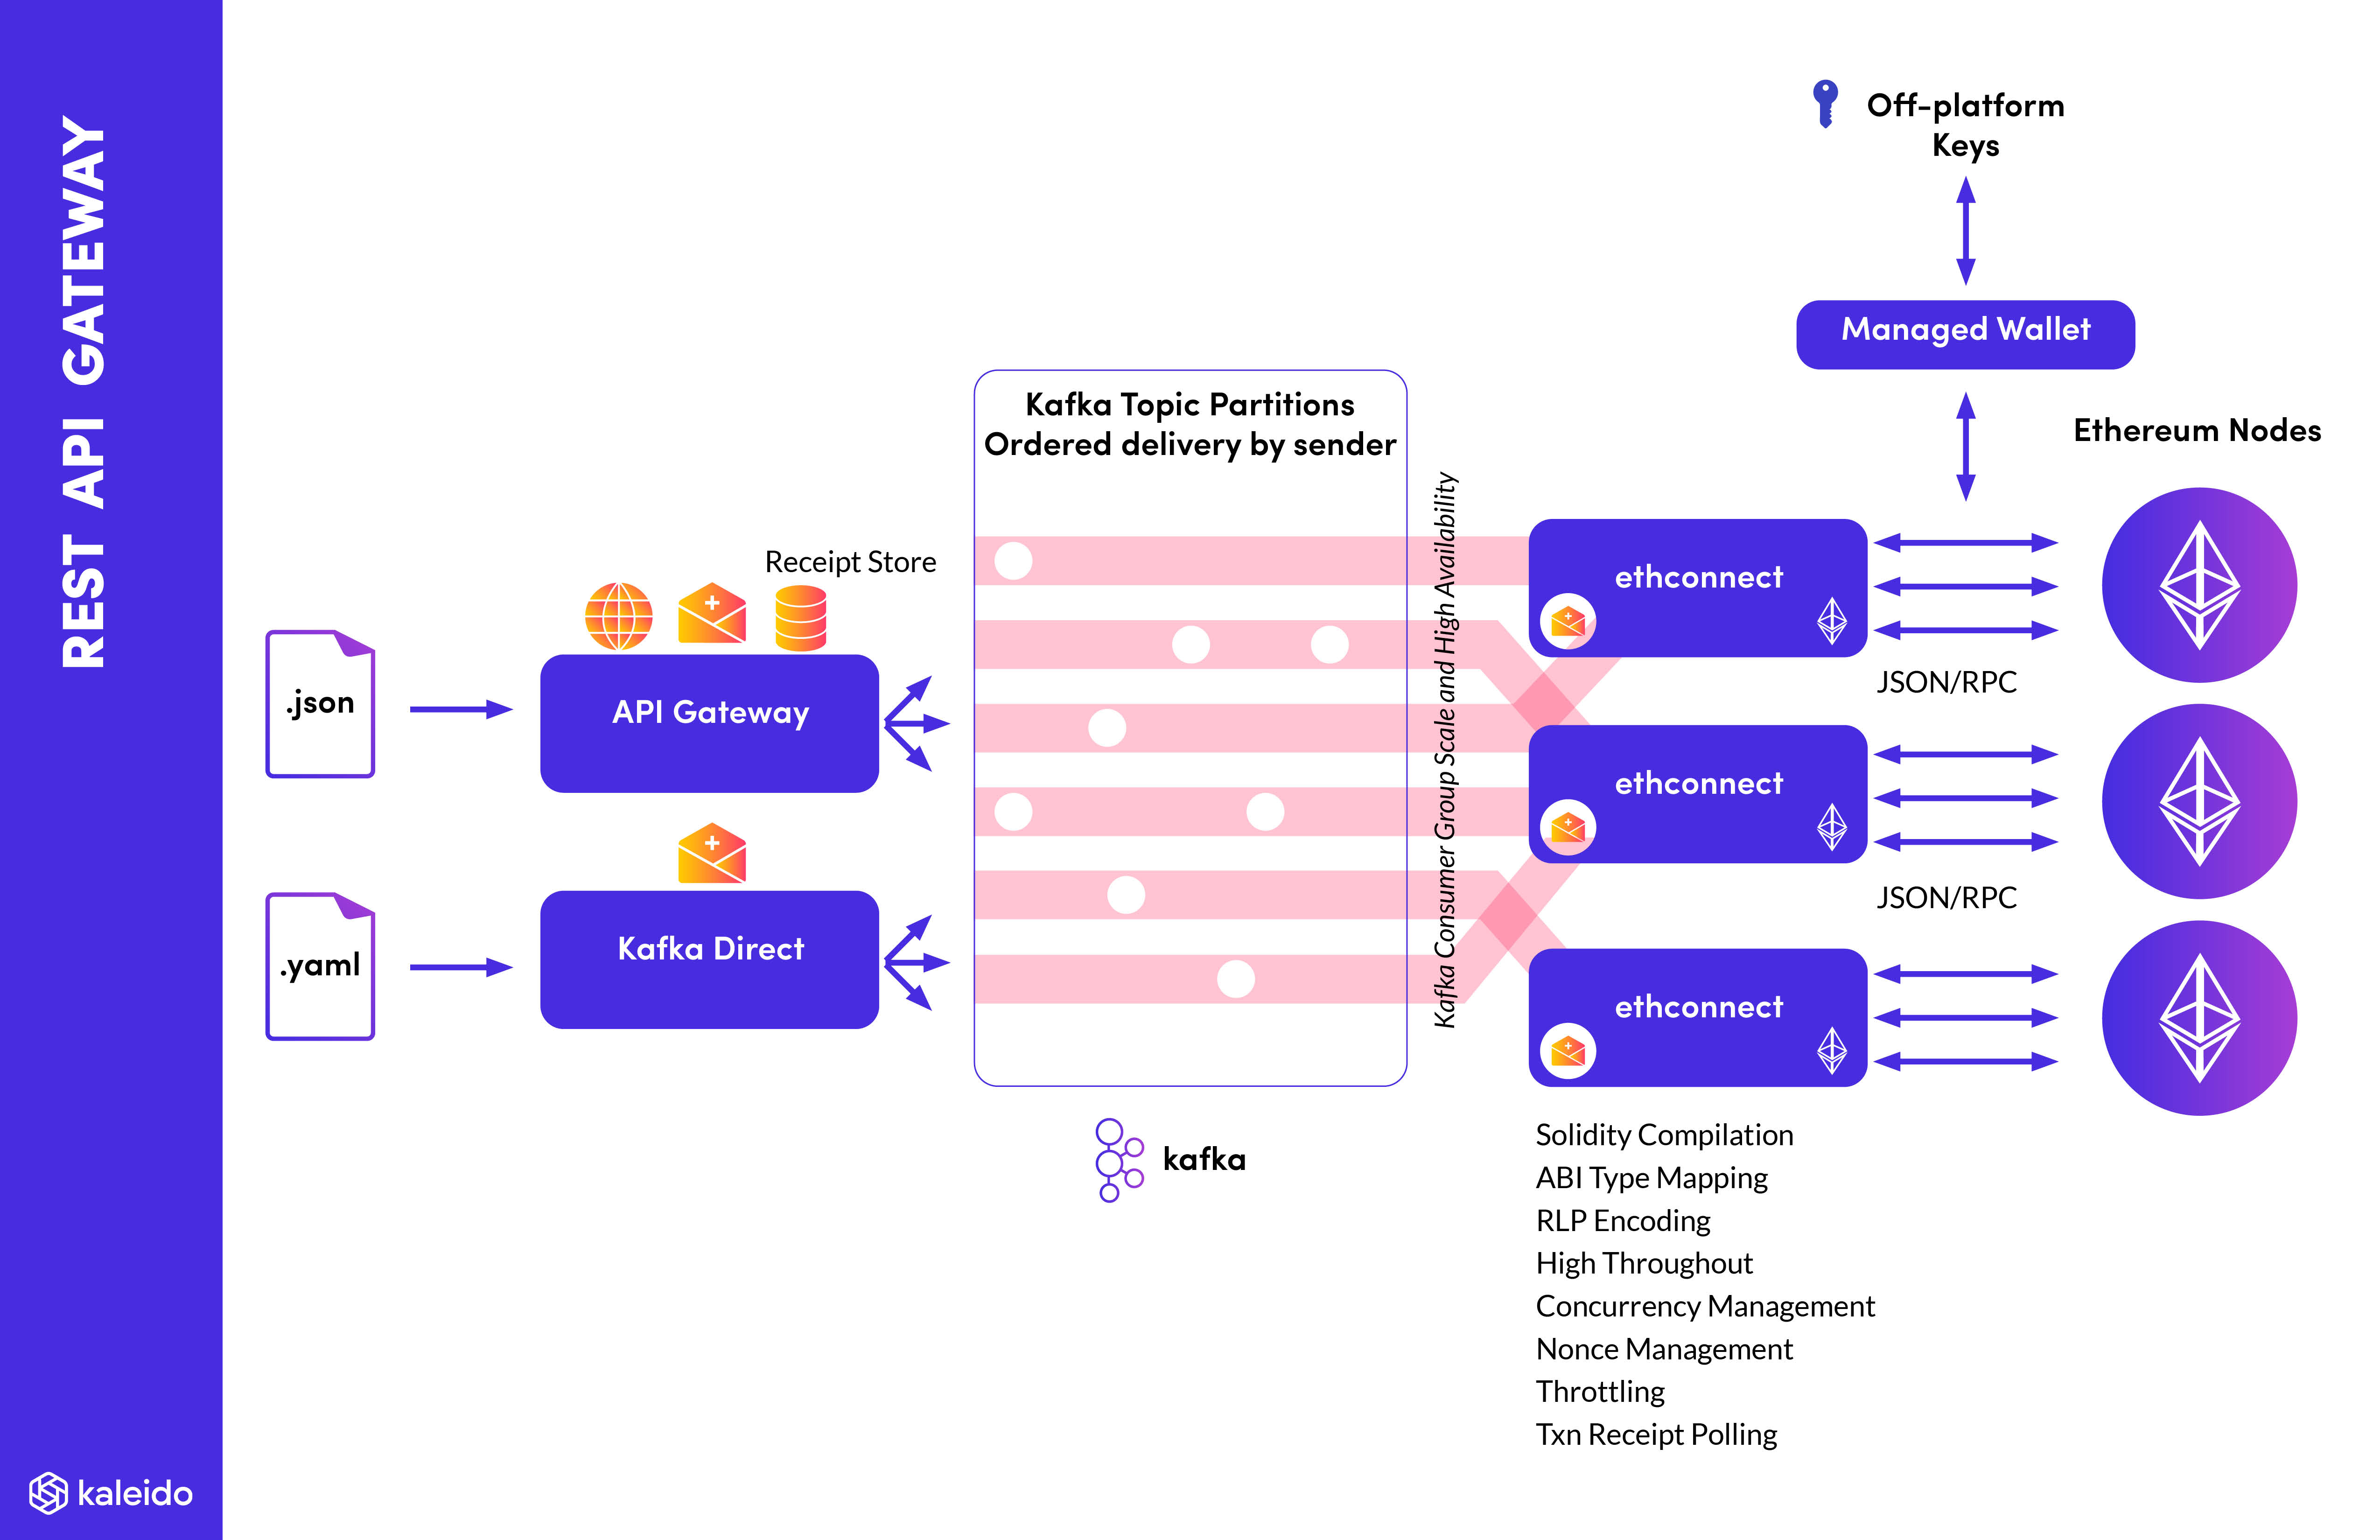 REST API GATEWAY
Off-platform
Keys
Managed Wallet
Ethereum Nodes
Kafka Topic Partitions
Ordered delivery by sender
Kafka Consumer Group Scale and High Availability
Receipt Store
.json
API Gateway
.yaml
Kafka Direct
ethconnect
JSON/RPC
ethconnect
JSON/RPC
ethconnect
kafka
Solidity Compilation
ABI Type Mapping
RLP Encoding
High Throughout
Concurrency Management
Nonce Management
Throttling
Txn Receipt Polling
kaleido